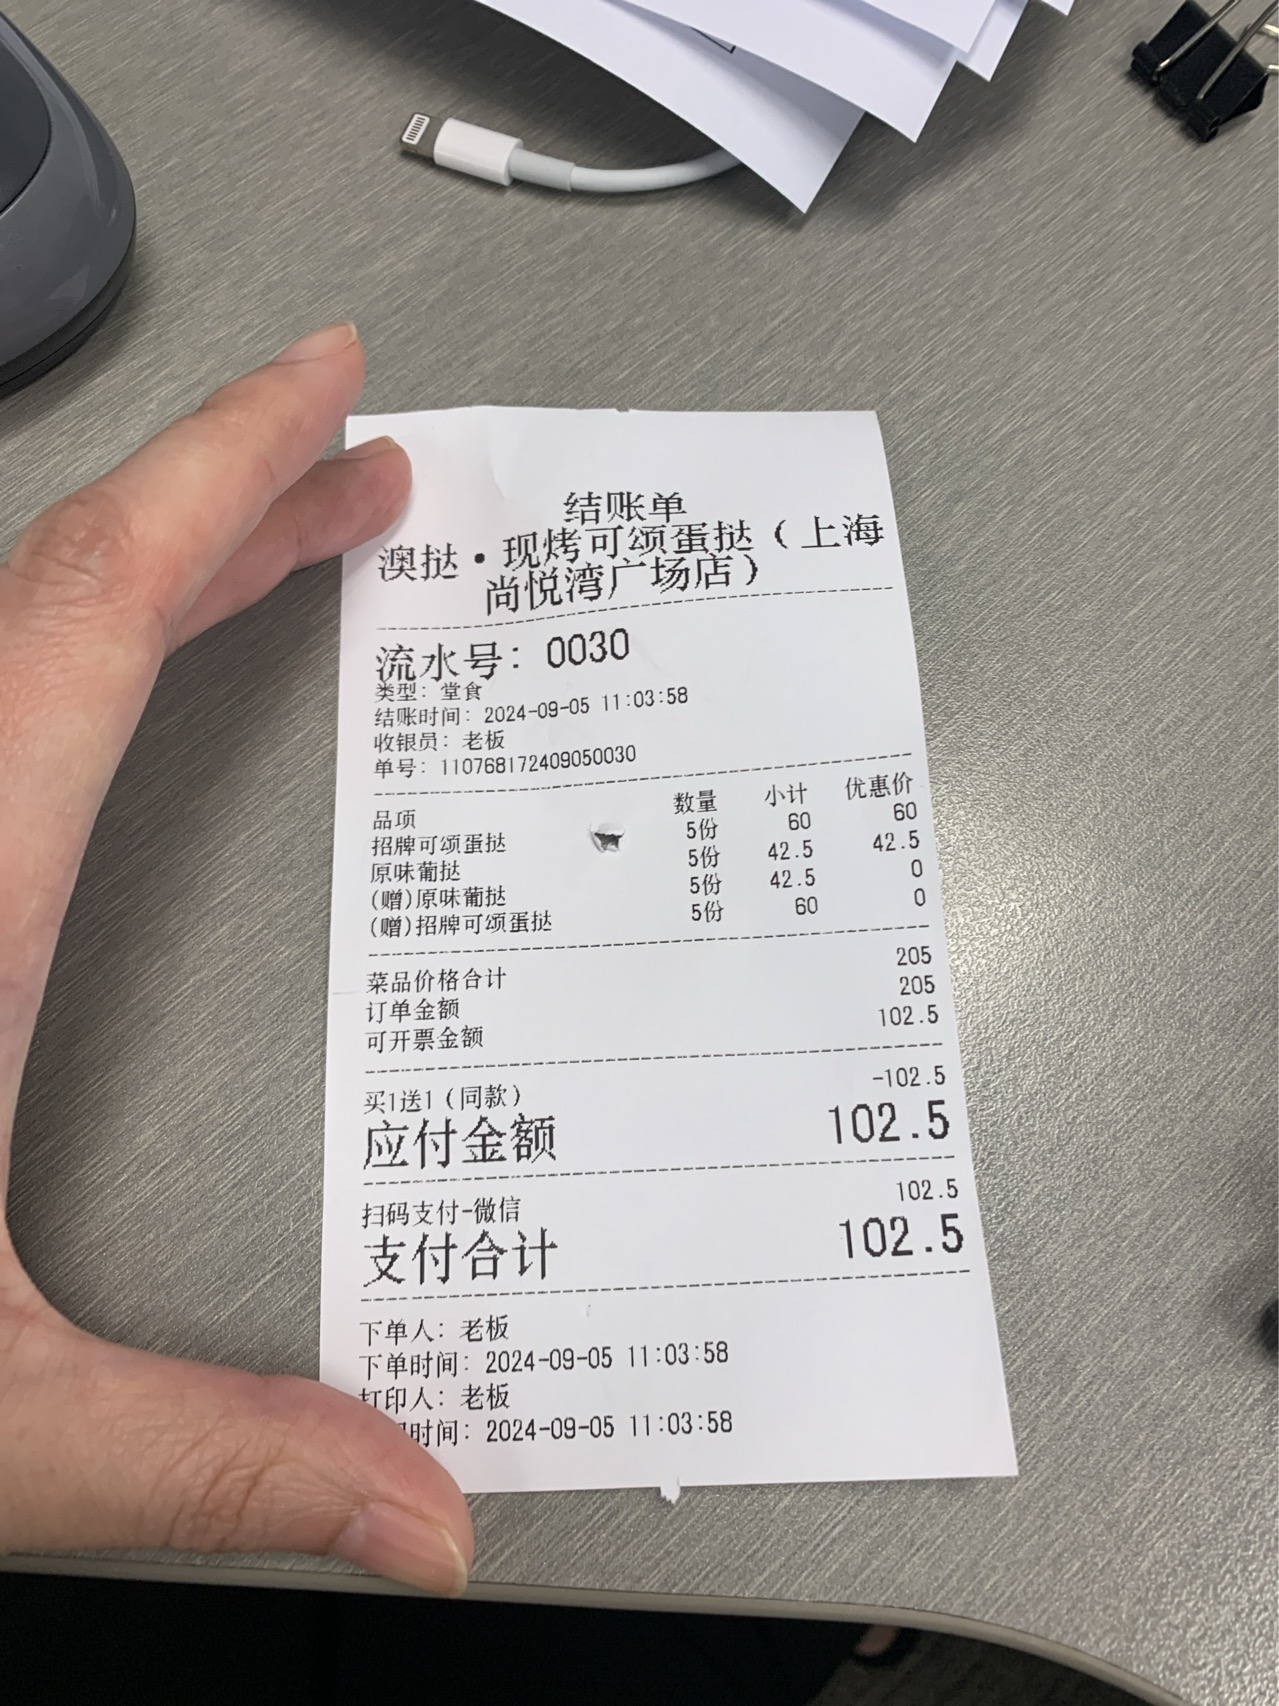 结账单
澳挞·现烤可颂蛋挞（上海
尚悦湾广场店）
流水号：0030
类型：堂食
结账时间：2024-09-05 11:03:58
收银员：老板
单号：110768172409050030
品项 数量 小计 优惠价
招牌可颂蛋挞 5份 60 60
原味葡挞 5份 42.5 42.5
(赠)原味葡挞 5份 42.5 0
(赠)招牌可颂蛋挞 5份 60 0
菜品价格合计 205
订单金额 205
可开票金额 102.5
买1送1（同款） -102.5
应付金额 102.5
扫码支付-微信 102.5
支付合计 102.5
下单人：老板
下单时间：2024-09-05 11:03:58
打印人：老板
时间：2024-09-05 11:03:58